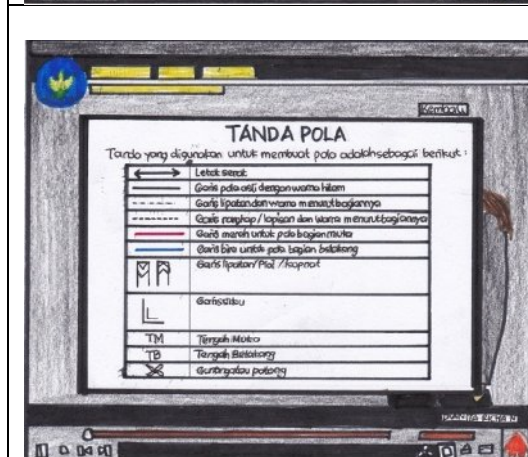 Kembali
TANDA POLA
Tanda yang digunakan untuk membuat pola adalah sebagai berikut :
Letak serat
Garis pola asli dengan warna hitam
Garis lipatan dan warna menurut bagiannya
Garis rangkap / lapisan dan warna menurut bagiannya
Garis merah untuk pola bagian muka
Garis biru untuk pola bagian belakang
Garis lipatan/Ploi /kopnat
Garis siku
TM Tengah Muka
TB Tengah Belakang
Gunting atau potong